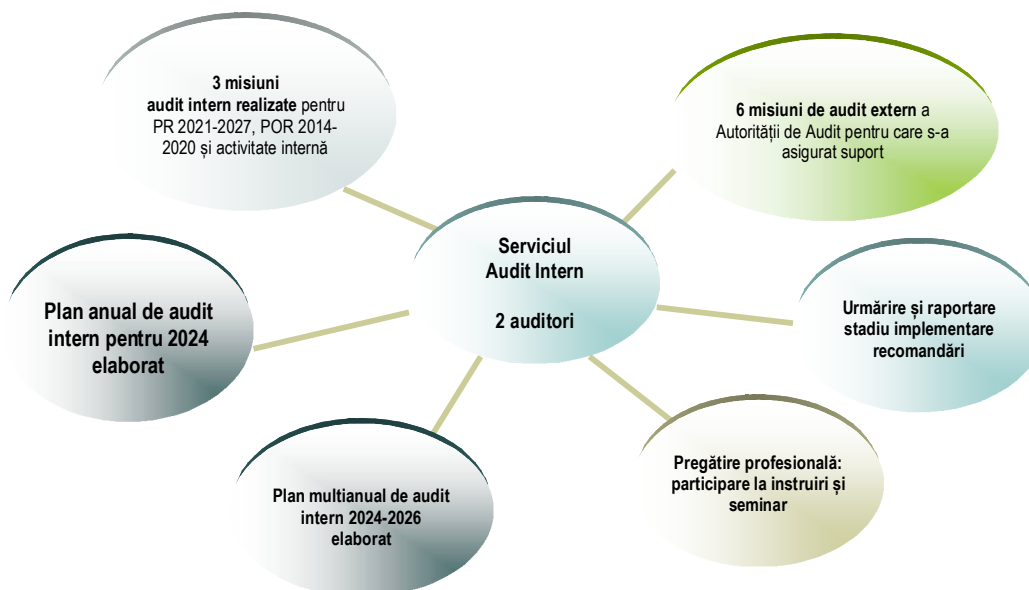 3 misiuni
audit intern realizate pentru
PR 2021-2027, POR 2014-
2020 și activitate internă
6 misiuni de audit extern a
Autorității de Audit pentru care s-a
asigurat suport
Serviciul
Audit Intern
2 auditori
Plan anual de audit
intern pentru 2024
elaborat
Urmărire și raportare
stadiu implementare
recomandări
Plan multianual de audit
intern 2024-2026
elaborat
Pregătire profesională:
participare la instruiri și
seminar